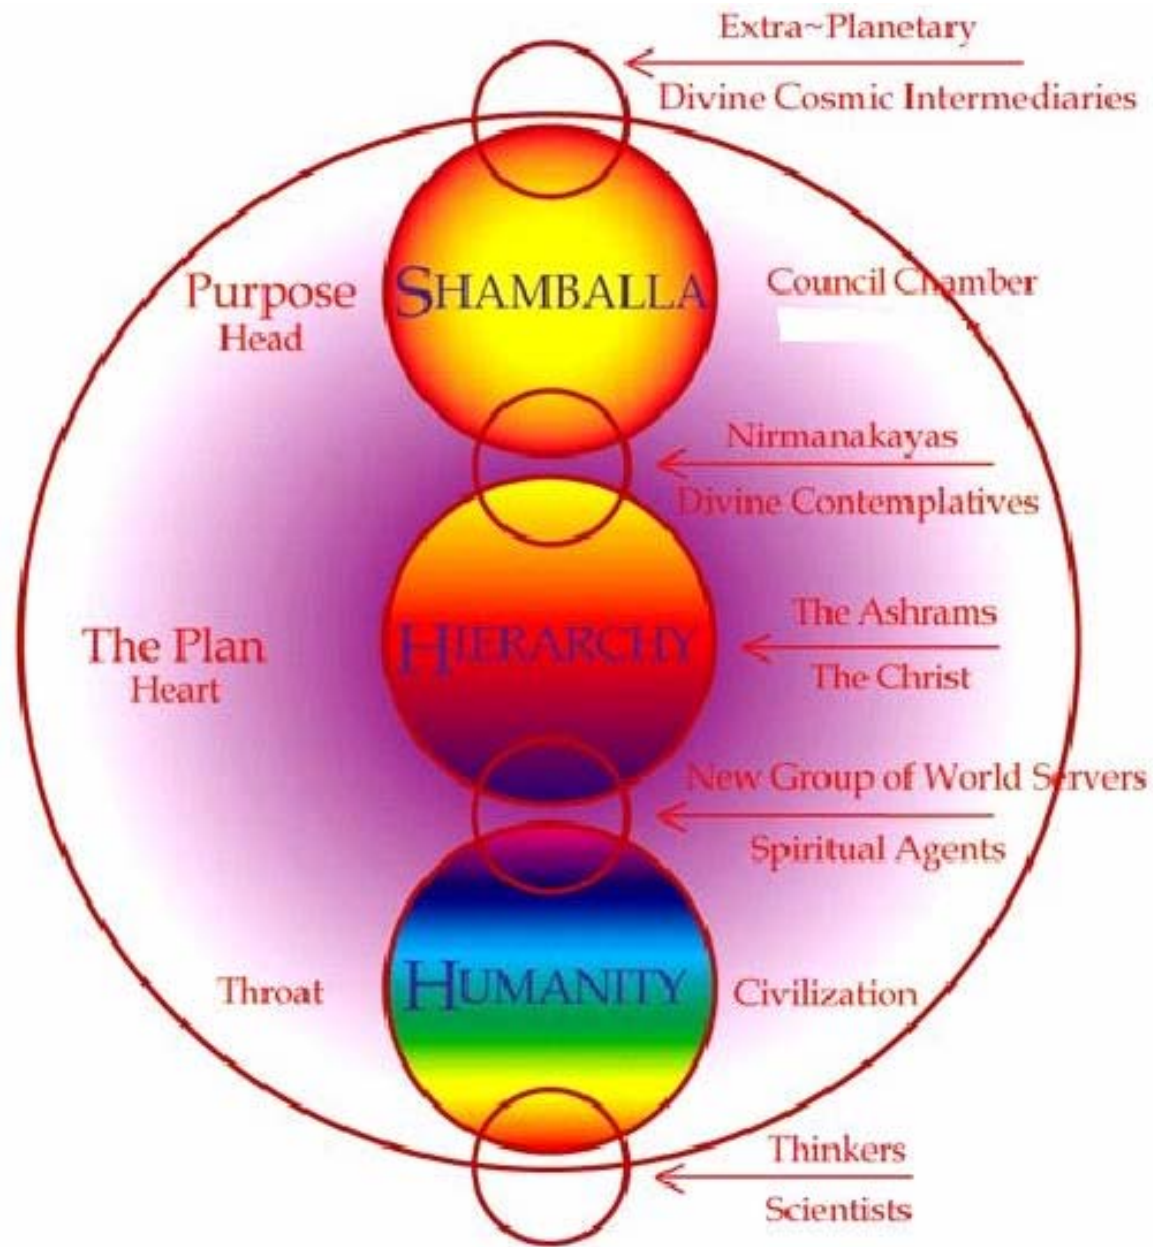 Extra~Planetary
Divine Cosmic Intermediaries
Purpose
Head
SHAMBALLA
Council Chamber
Nirmanakayas
Divine Contemplatives
The Plan
Heart
HIERARCHY
The Ashrams
The Christ
New Group of World Servers
Spiritual Agents
Throat
HUMANITY
Civilization
Thinkers
Scientists